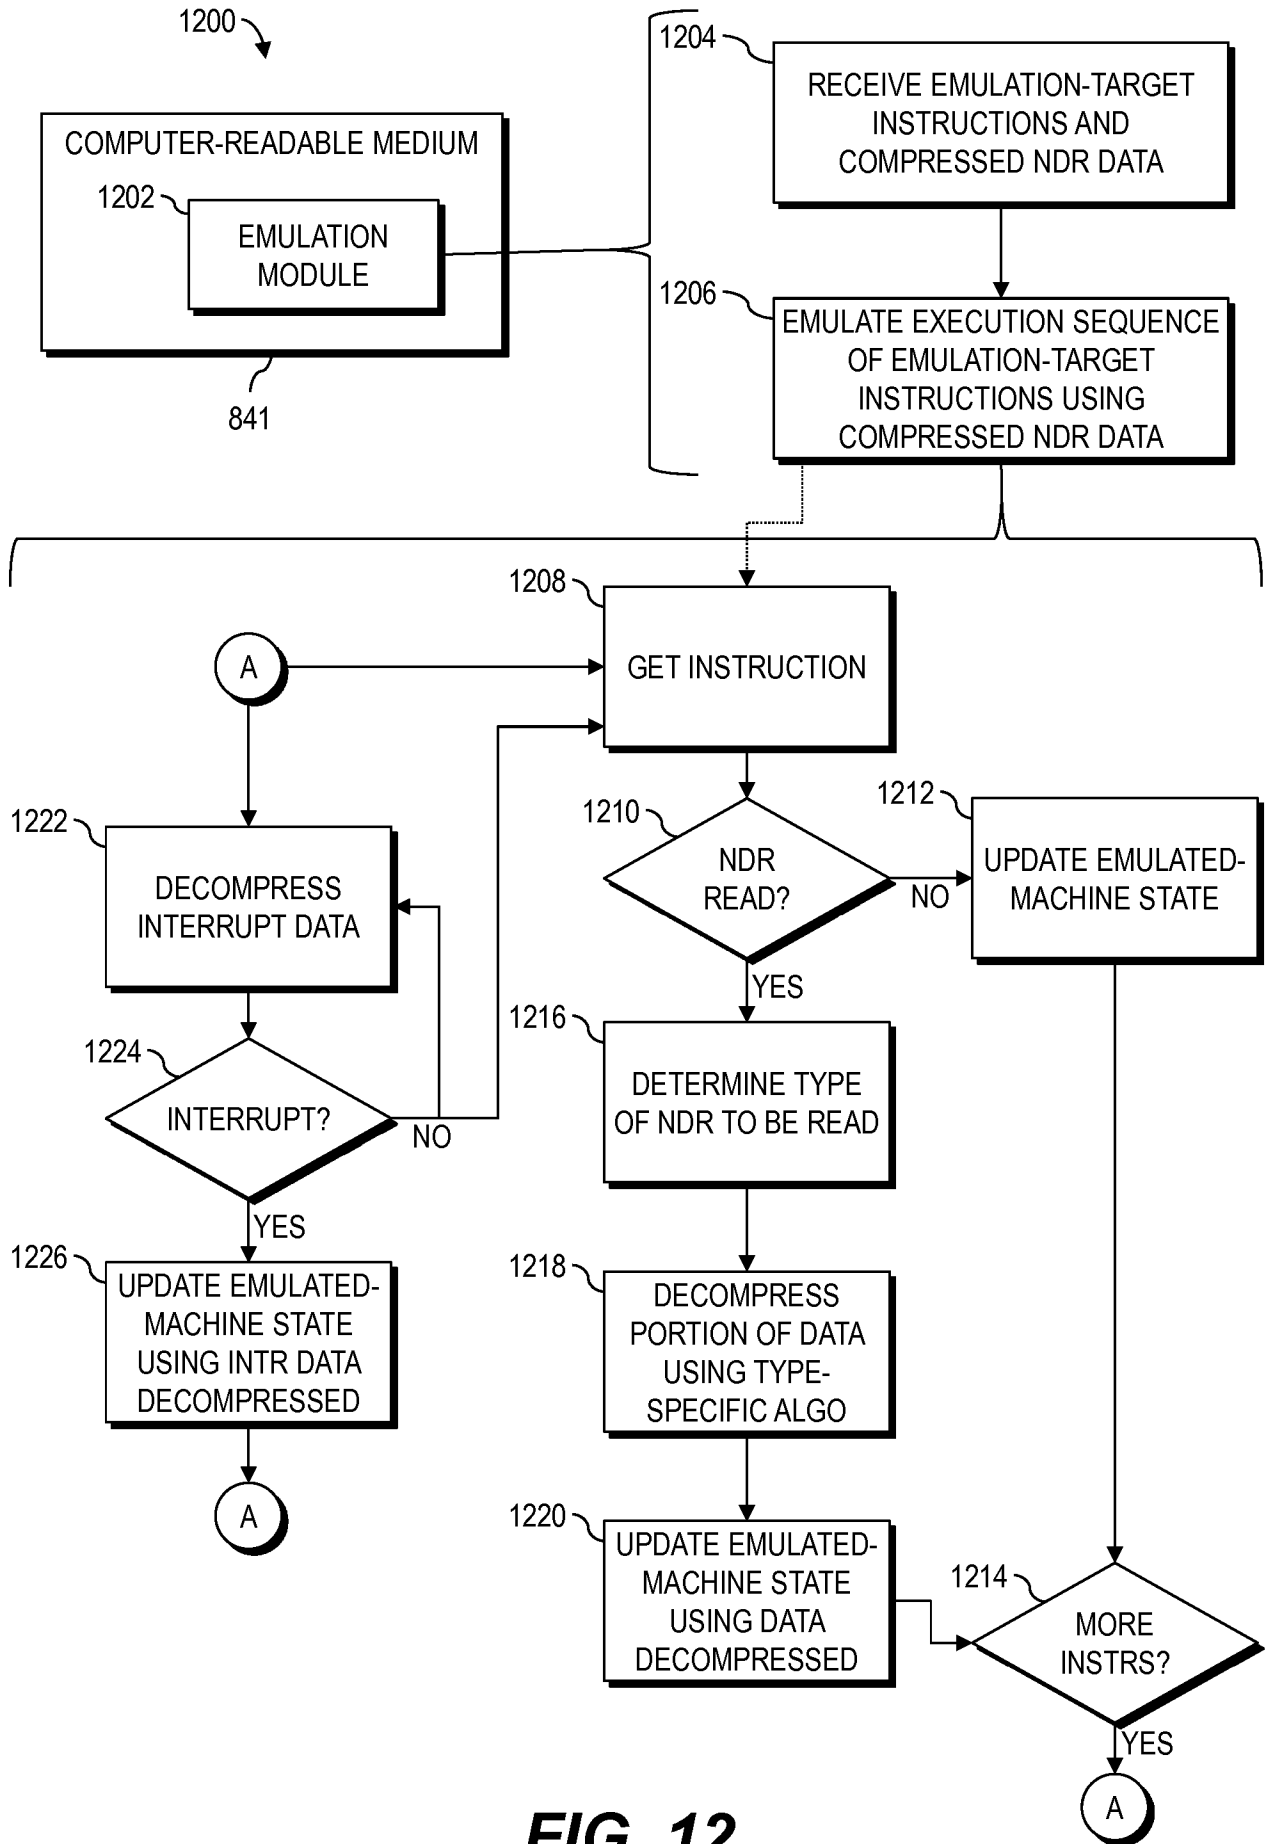 1200
COMPUTER-READABLE MEDIUM
1202
EMULATION
MODULE
841
1204
RECEIVE EMULATION-TARGET
INSTRUCTIONS AND
COMPRESSED NDR DATA
1206
EMULATE EXECUTION SEQUENCE
OF EMULATION-TARGET
INSTRUCTIONS USING
COMPRESSED NDR DATA
1208
GET INSTRUCTION
A
1210
NDR
READ?
NO
YES
1212
UPDATE EMULATED-
MACHINE STATE
1222
DECOMPRESS
INTERRUPT DATA
1224
INTERRUPT?
NO
YES
1226
UPDATE EMULATED-
MACHINE STATE
USING INTR DATA
DECOMPRESSED
A
1216
DETERMINE TYPE
OF NDR TO BE READ
1218
DECOMPRESS
PORTION OF DATA
USING TYPE-
SPECIFIC ALGO
1220
UPDATE EMULATED-
MACHINE STATE
USING DATA
DECOMPRESSED
1214
MORE
INSTRS?
YES
A
FIG. 12